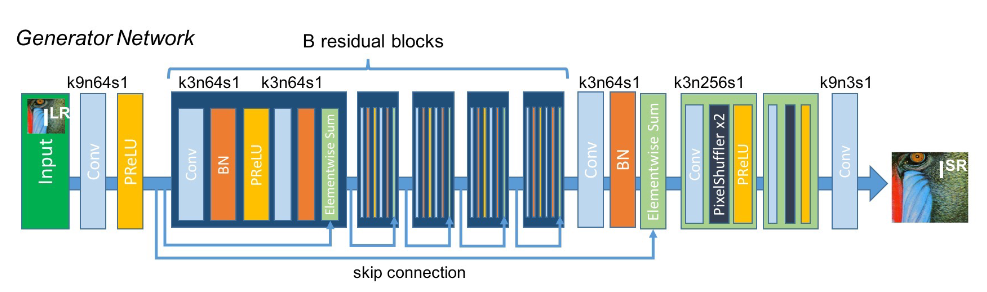 Generator Network
B residual blocks
k9n64s1
k3n64s1
k3n64s1
k3n64s1
k3n256s1
k9n3s1
Input
I LR
Conv
PReLU
Conv
BN
PReLU
Elementwise Sum
Conv
BN
Elementwise Sum
Conv
PixelShuffler x2
PReLU
Conv
I SR
skip connection